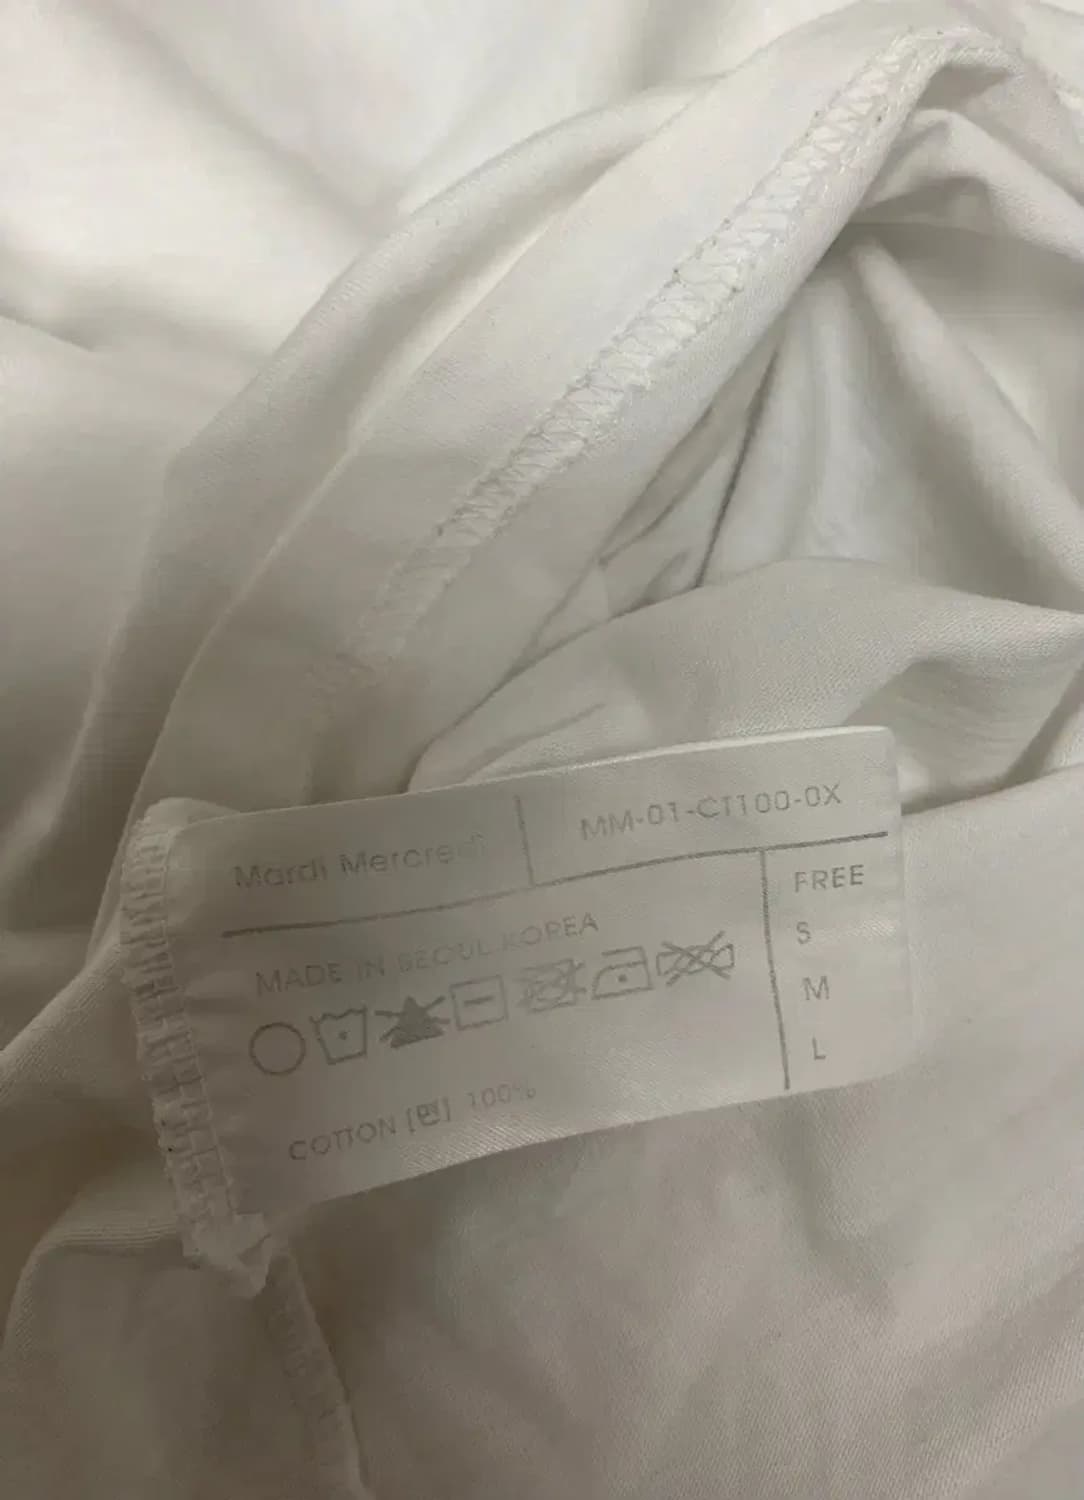 Mardi Mercredi
MM-01-CT100-0X
MADE IN SEOUL KOREA
FREE
S
M
L
COTTON [면] 100%